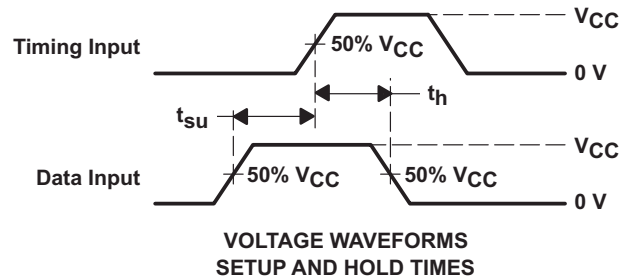 VCC
Timing Input
50% VCC
0 V
th
tsu
VCC
Data Input
50% VCC
50% VCC
0 V
VOLTAGE WAVEFORMS
SETUP AND HOLD TIMES